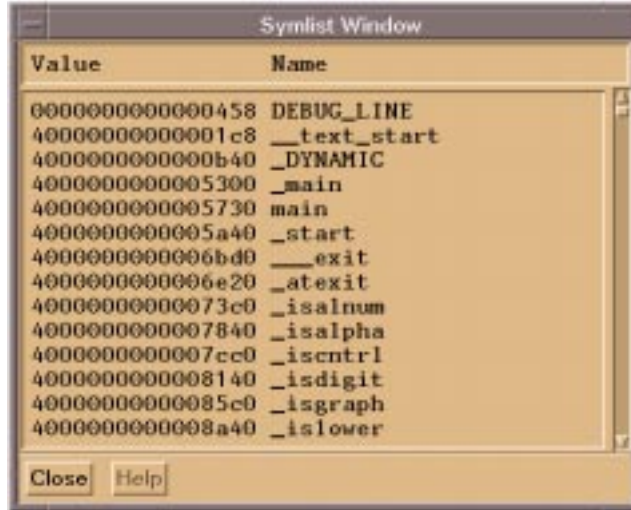 Symlist Window
Value Name
0000000000000458 DEBUG_LINE
40000000000001c8 __text_start
4000000000000b40 _DYNAMIC
4000000000005300 _main
4000000000005730 main
4000000000005a40 _start
4000000000006bd0 ___exit
4000000000006e20 _atexit
40000000000073c0 _isalnum
4000000000007840 _isalpha
4000000000007cc0 _iscntrl
4000000000008140 _isdigit
40000000000085c0 _isgraph
4000000000008a40 _islower
Close Help